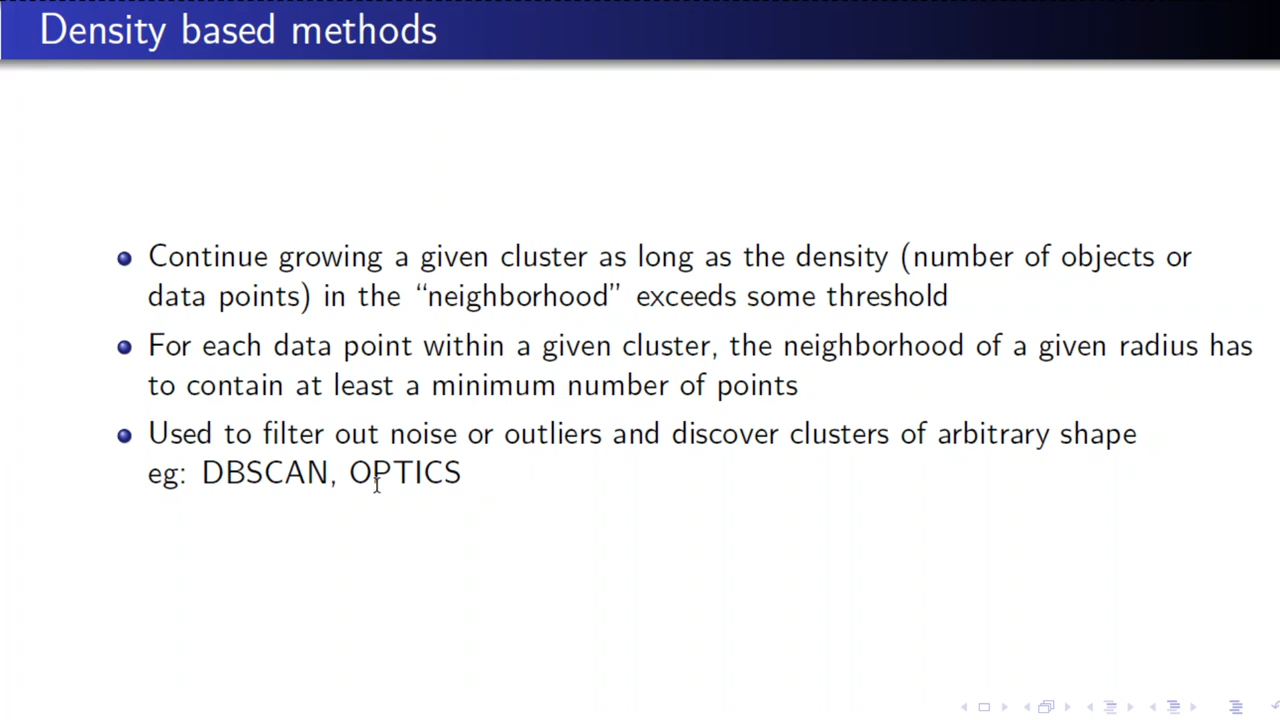 Density based methods
Continue growing a given cluster as long as the density (number of objects or
data points) in the “neighborhood” exceeds some threshold
For each data point within a given cluster, the neighborhood of a given radius has
to contain at least a minimum number of points
Used to filter out noise or outliers and discover clusters of arbitrary shape
eg: DBSCAN, OPTICS